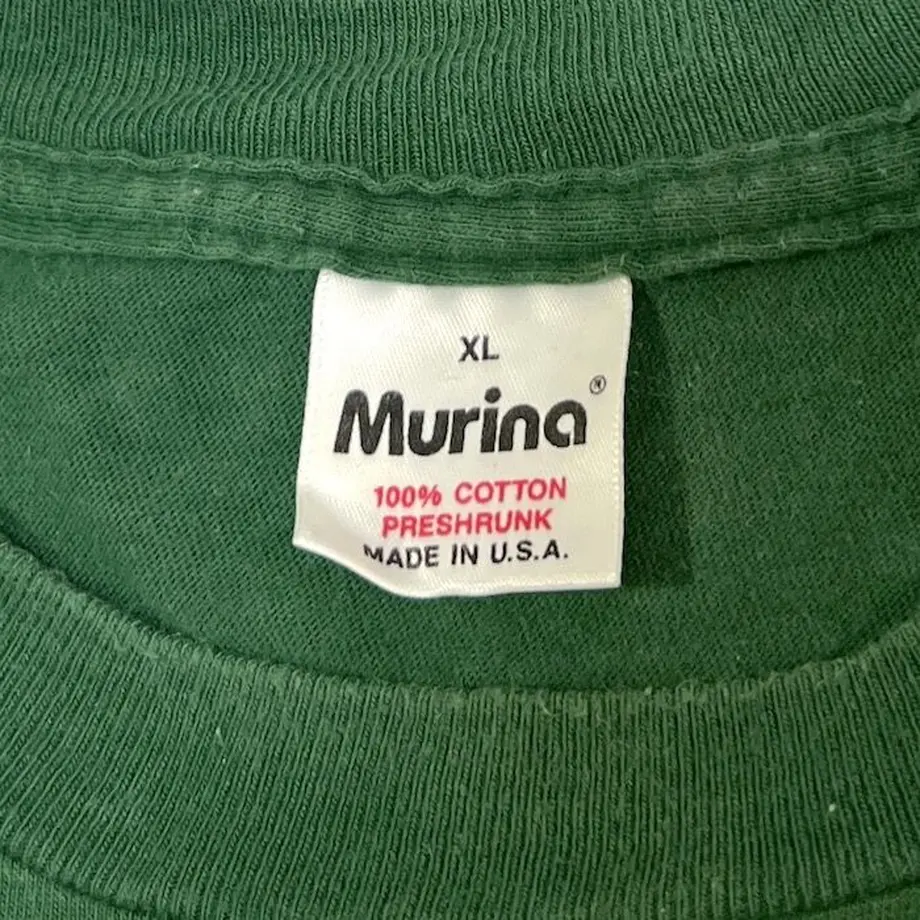 XL
Murina®
100% COTTON
PRESHRUNK
MADE IN U.S.A.